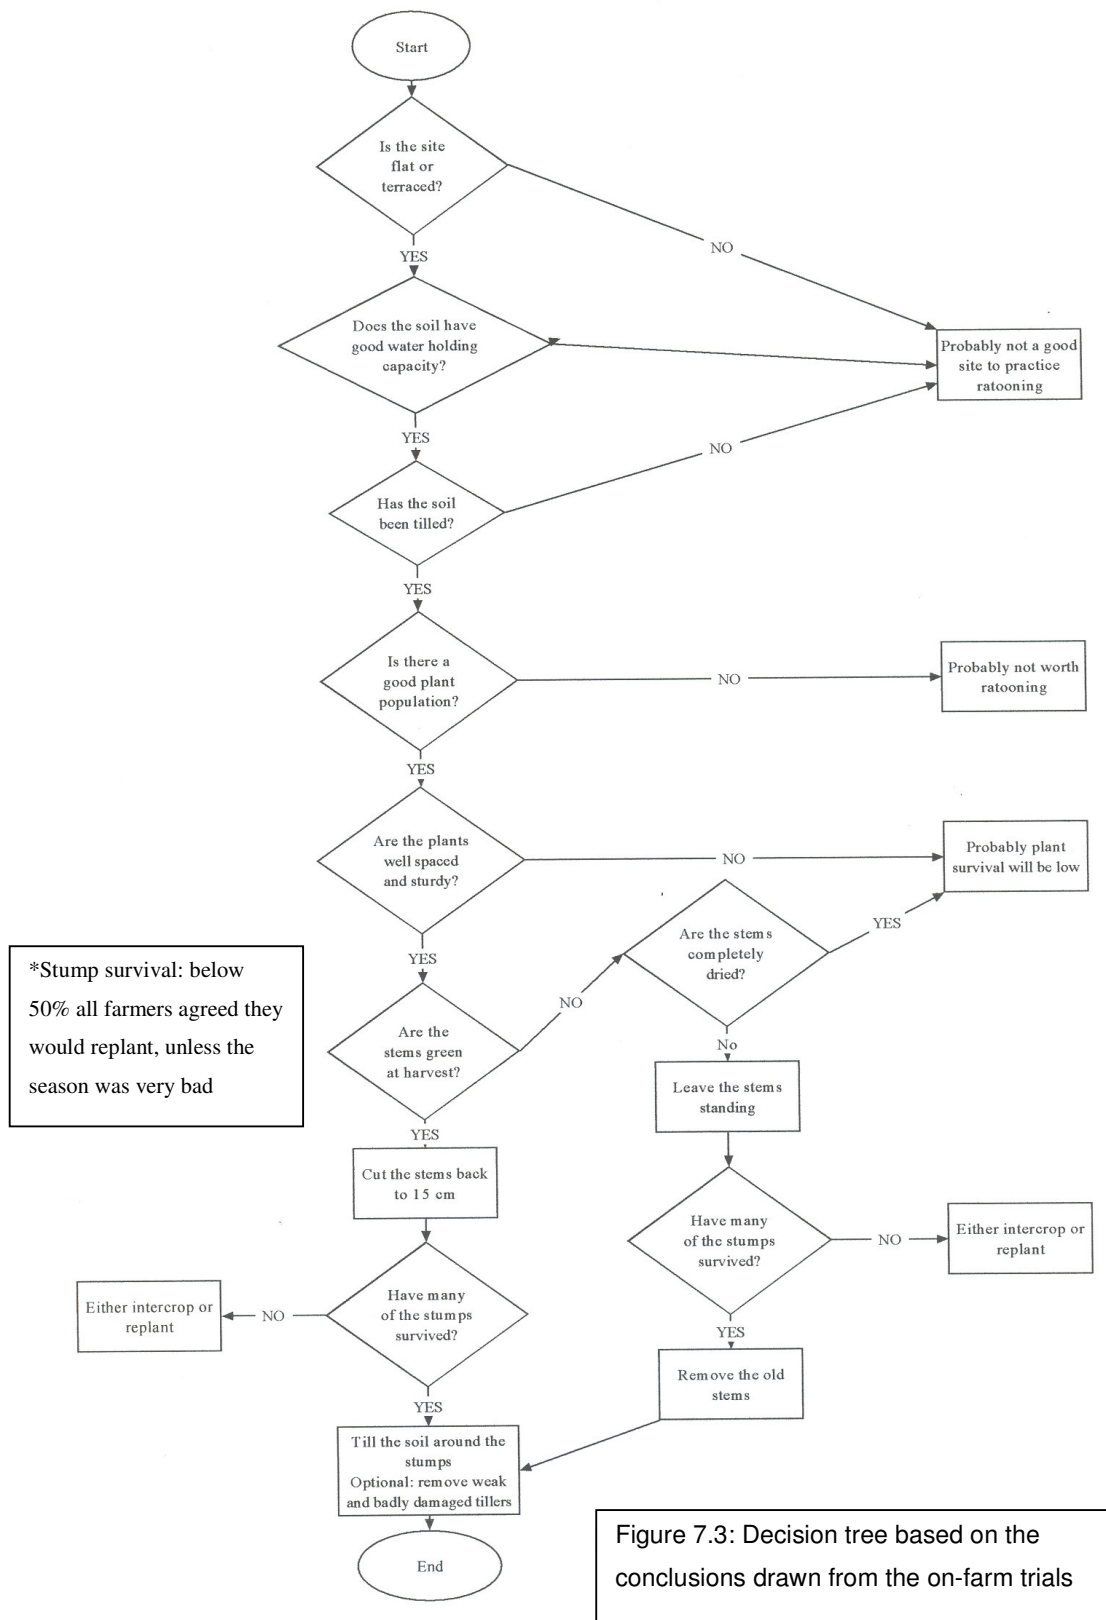 Start
Is the site
flat or
terraced?
NO
YES
Does the soil have
good water holding
capacity?
Probably not a good
site to practice
ratooning
YES
NO
Has the soil
been tilled?
YES
Is there a
good plant
population?
NO
Probably not worth
ratooning
YES
Are the plants
well spaced
and sturdy?
NO
Probably plant
survival will be low
YES
Are the stems
completely
dried?
YES
*Stump survival: below
50% all farmers agreed they
would replant, unless the
season was very bad
NO
Are the
stems green
at harvest?
No
Leave the stems
standing
YES
Cut the stems back
to 15 cm
Have many
of the stumps
survived?
NO
Either intercrop or
replant
Either intercrop or
replant
NO
Have many
of the stumps
survived?
YES
Remove the old
stems
YES
Till the soil around the
stumps
Optional: remove weak
and badly damaged tillers
End
Figure 7.3: Decision tree based on the
conclusions drawn from the on-farm trials